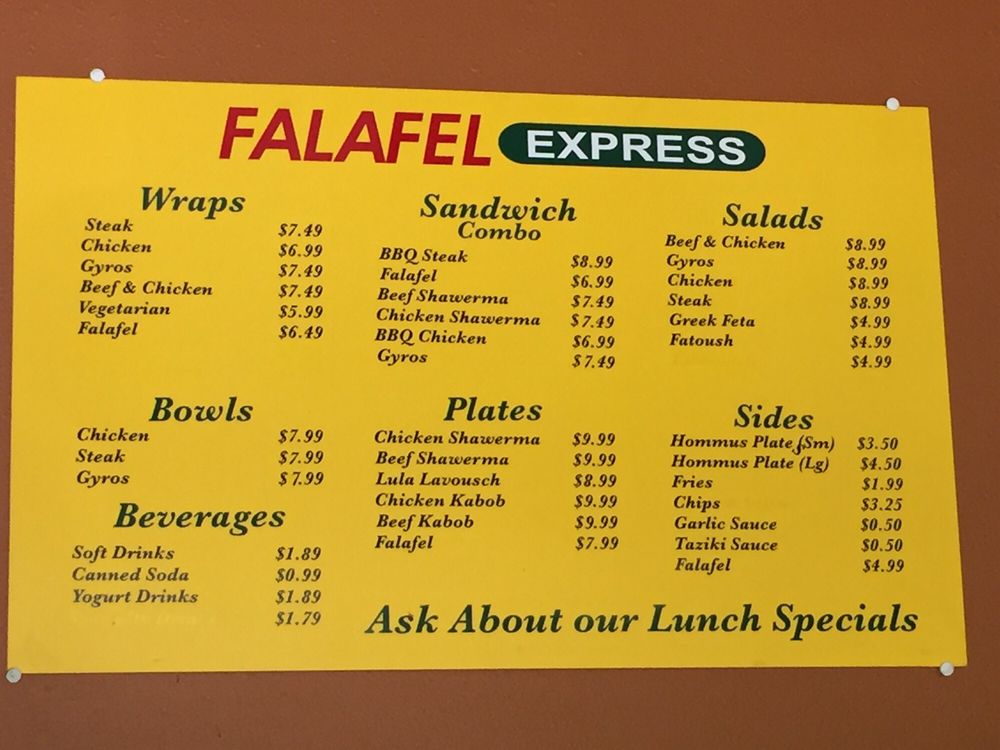 FALAFEL EXPRESS
Wraps
Steak $7.49
Chicken $6.99
Gyros $7.49
Beef & Chicken $7.49
Vegetarian $5.99
Falafel $6.49
Sandwich
Combo
BBQ Steak $8.99
Falafel $6.99
Beef Shawerma $7.49
Chicken Shawerma $7.49
BBQ Chicken $6.99
Gyros $7.49
Salads
Beef & Chicken $8.99
Gyros $8.99
Chicken $8.99
Steak $8.99
Greek Feta $4.99
Fatoush $4.99
$4.99
Bowls
Chicken $7.99
Steak $7.99
Gyros $7.99
Beverages
Soft Drinks $1.89
Canned Soda $0.99
Yogurt Drinks $1.89
$1.79
Plates
Chicken Shawerma $9.99
Beef Shawerma $9.99
Lula Lavousch $8.99
Chicken Kabob $9.99
Beef Kabob $9.99
Falafel $7.99
Sides
Hommus Plate (Sm) $3.50
Hommus Plate (Lg) $4.50
Fries $1.99
Chips $3.25
Garlic Sauce $0.50
Taziki Sauce $0.50
Falafel $4.99
Ask About our Lunch Specials